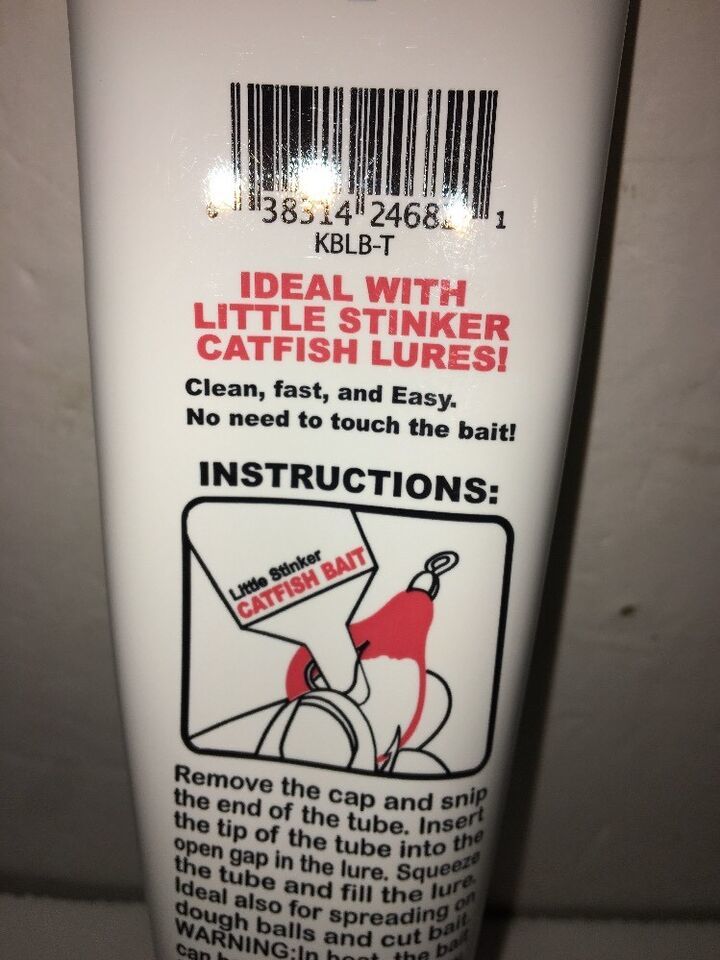 38314 2468 1
KBLB-T
IDEAL WITH
LITTLE STINKER
CATFISH LURES!
Clean, fast, and Easy.
No need to touch the bait!
INSTRUCTIONS:
Little Stinker
CATFISH BAIT
Remove the cap and snip
the end of the tube. Insert
the tip of the tube into the
open gap in the lure. Squeeze
the tube and fill the lure.
Ideal also for spreading on
dough balls and cut bait.
WARNING:In heat, the bait
can